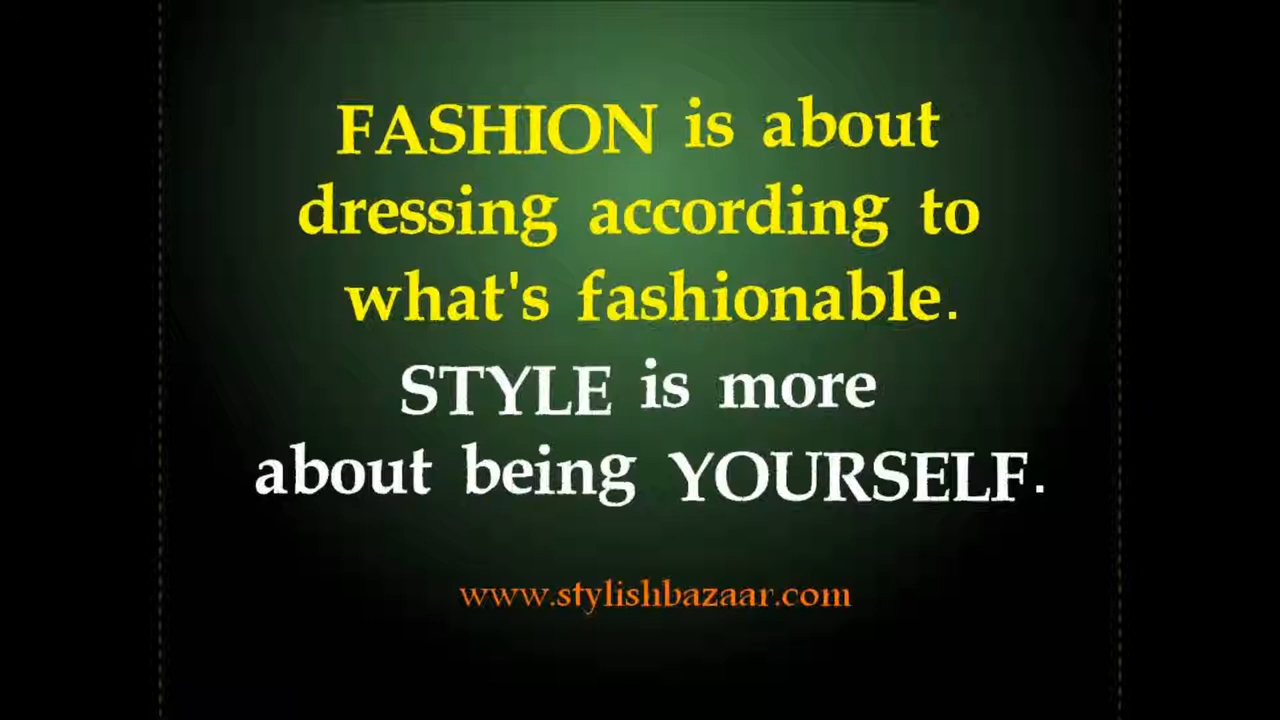 FASHION is about
dressing according to
what's fashionable.
STYLE is more
about being YOURSELF.
www.stylishbazaar.com